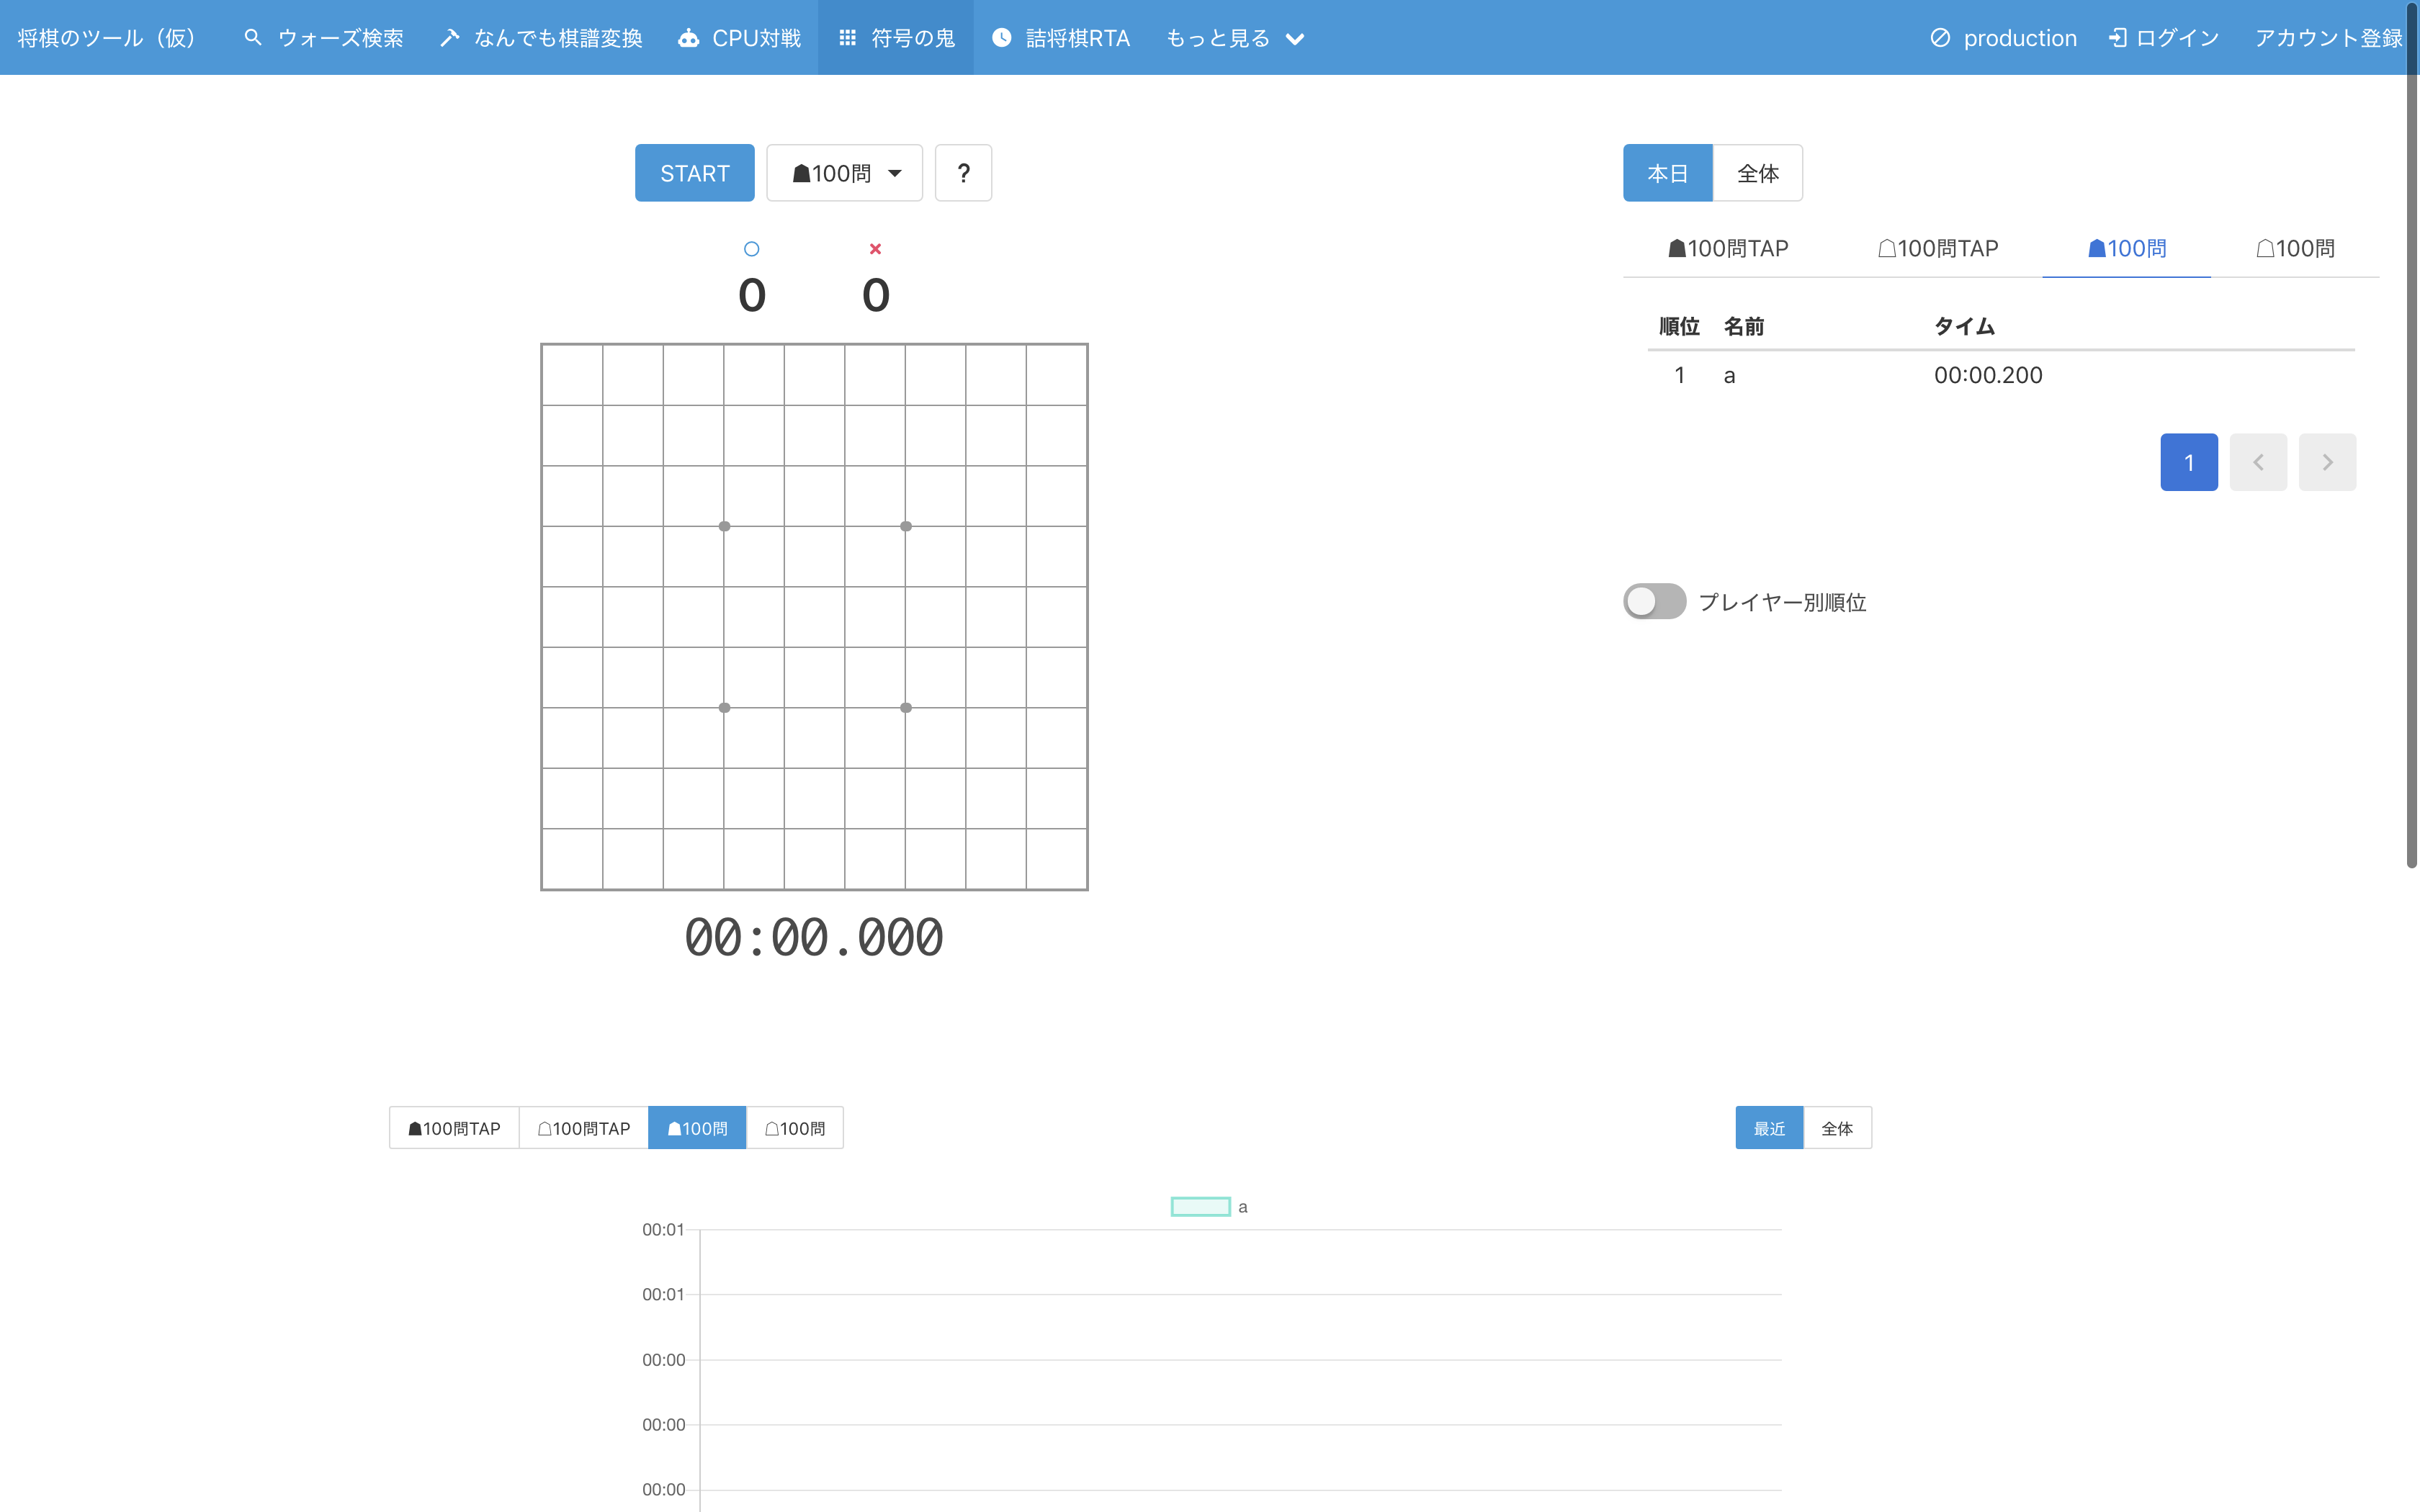 将棋のツール（仮） ウォーズ検索 なんでも棋譜変換 CPU対戦 符号の鬼 詰将棋RTA もっと見る production ログイン アカウント登録
START ☗100問 ?
○ ×
0 0
00:00.000
本日 全体
☗100問TAP ☖100問TAP ☗100問 ☖100問
順位 名前 タイム
1 a 00:00.200
1
プレイヤー別順位
☗100問TAP ☖100問TAP ☗100問 ☖100問 最近 全体
a
00:01
00:01
00:00
00:00
00:00